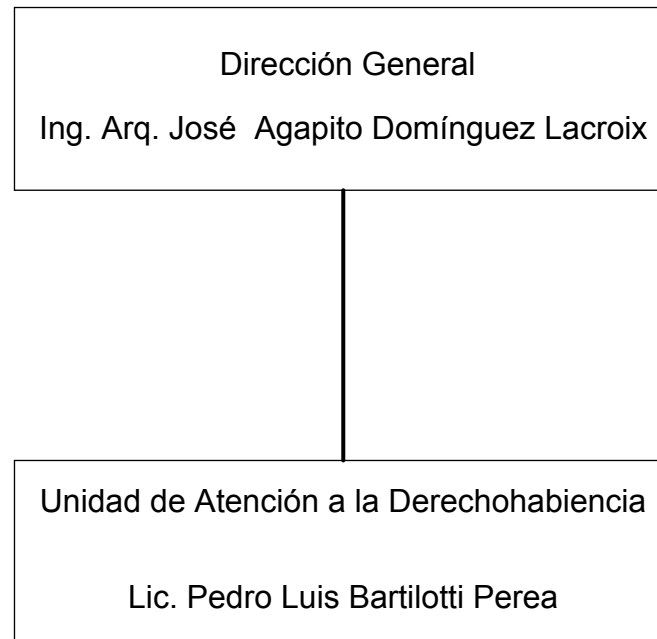 Dirección General
Ing. Arq. José Agapito Domínguez Lacroix
Unidad de Atención a la Derechohabiencia
Lic. Pedro Luis Bartilotti Perea